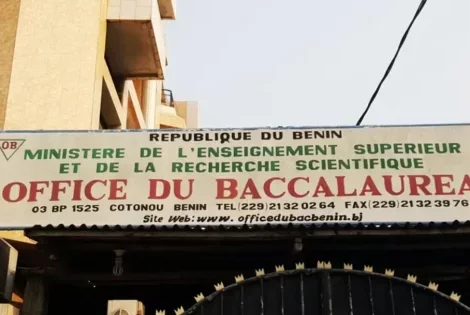 OB
REPUBLIQUE DU BENIN
MINISTERE DE L'ENSEIGNEMENT SUPERIEUR
ET DE LA RECHERCHE SCIENTIFIQUE
OFFICE DU BACCALAUREA
03 BP 1525 COTONOU BENIN TEL (229) 21 32 02 64 FAX (229) 21 32 39 76
Site Web: www.officedubacbenin.bj